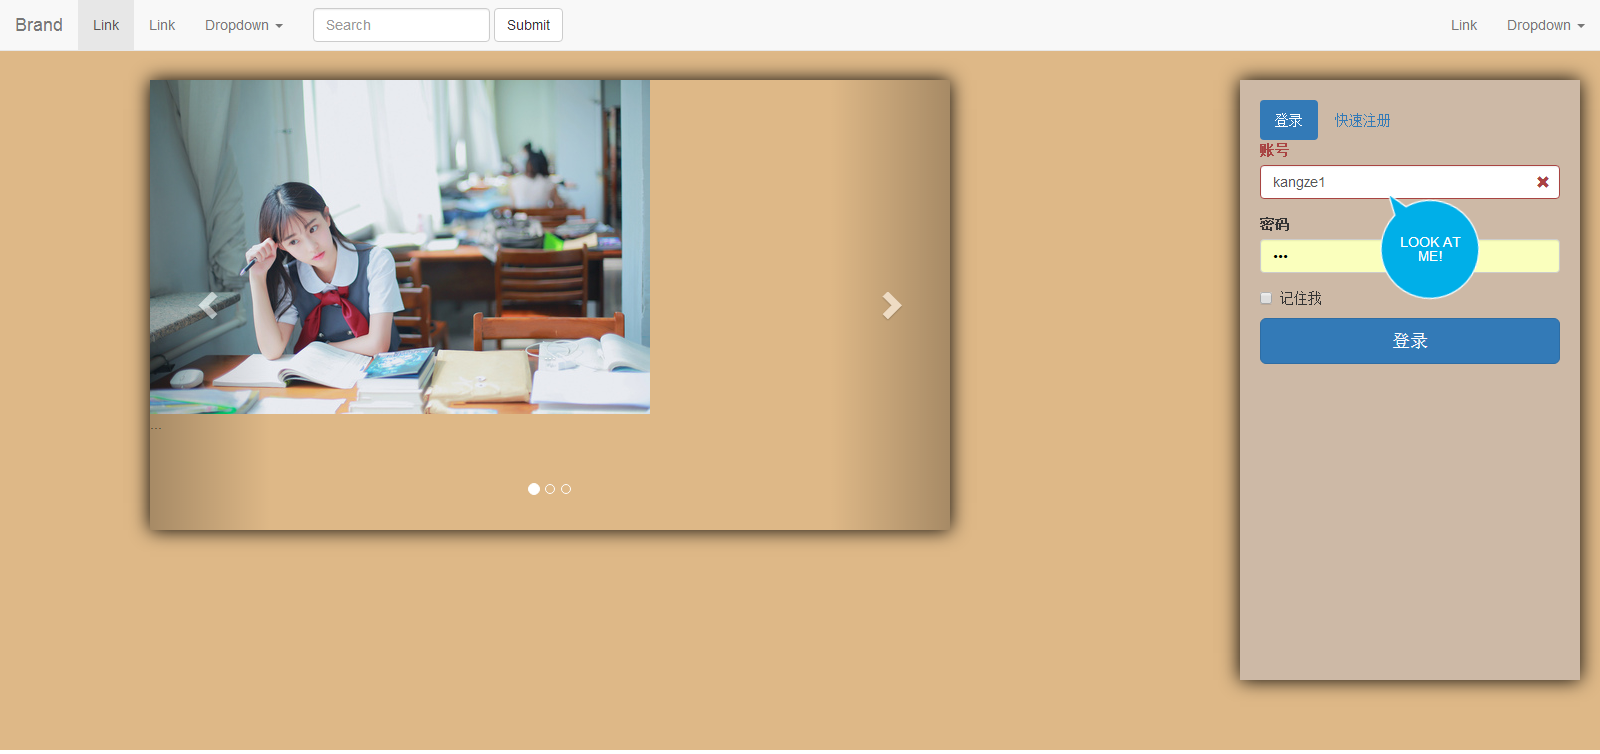 Brand Link Link Dropdown Search Submit Link Dropdown
登录 快速注册
账号
kangze1
密码
•••
LOOK AT
ME!
记住我
登录
...